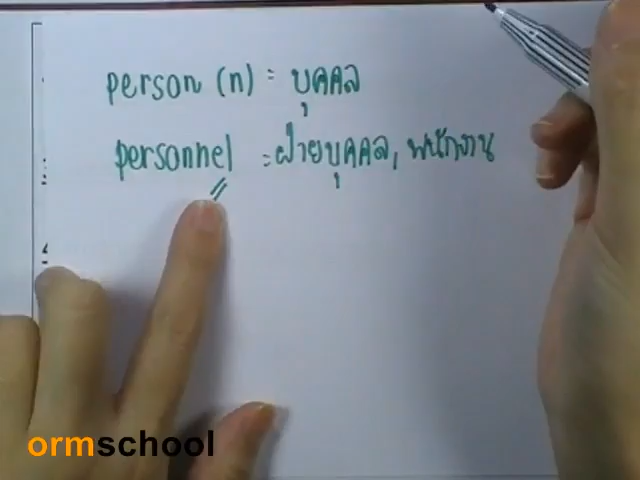 person (n) = บุคคล
personnel = ฝ่ายบุคคล, พนักงาน
ormschool